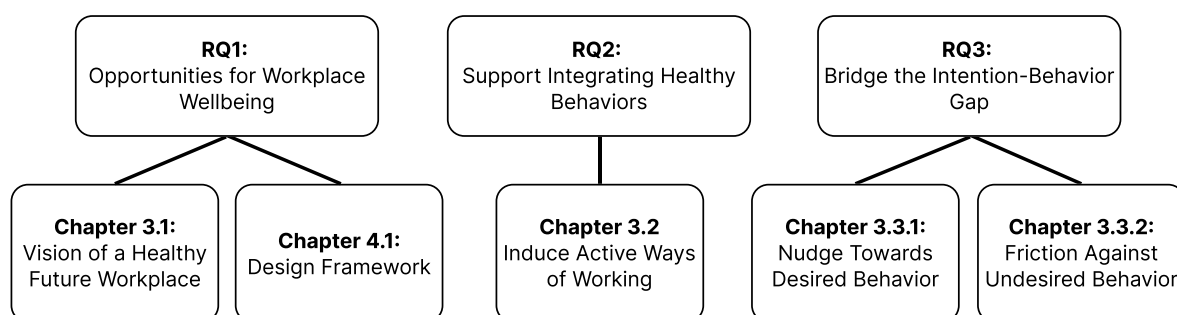 RQ1:
Opportunities for Workplace
Wellbeing
RQ2:
Support Integrating Healthy
Behaviors
RQ3:
Bridge the Intention-Behavior
Gap
Chapter 3.1:
Vision of a Healthy
Future Workplace
Chapter 4.1:
Design Framework
Chapter 3.2
Induce Active Ways
of Working
Chapter 3.3.1:
Nudge Towards
Desired Behavior
Chapter 3.3.2:
Friction Against
Undesired Behavior